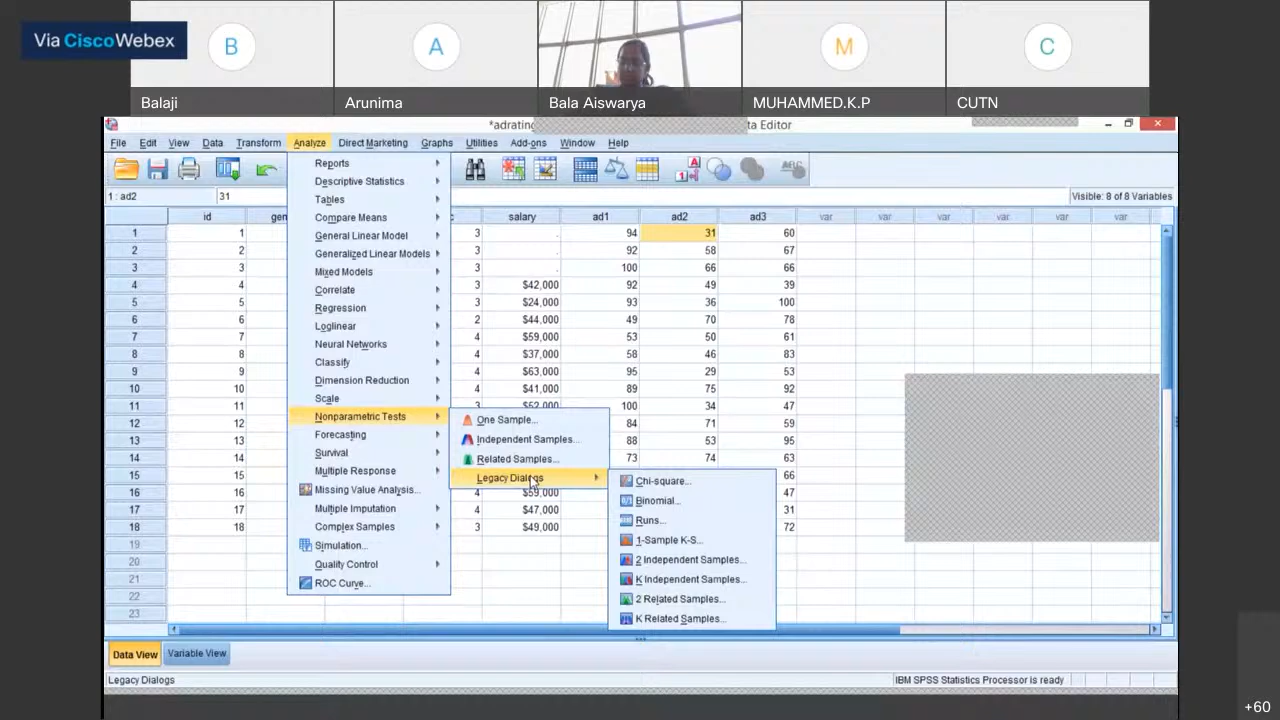 Via Cisco Webex
B
A
M
C
Balaji
Arunima
Bala Aiswarya
MUHAMMED.K.P
CUTN
*adrating
ta Editor
File Edit View Data Transform Analyze Direct Marketing Graphs Utilities Add-ons Window Help
1 : ad2
31
Visible: 8 of 8 Variables
id gen c salary ad1 ad2 ad3 var var var var var
1 1 3 . 94 31 60
2 2 3 . 92 58 67
3 3 3 . 100 66 66
4 4 3 $42,000 92 49 39
5 5 3 $24,000 93 36 100
6 6 2 $44,000 49 70 78
7 7 4 $59,000 53 50 61
8 8 4 $37,000 58 46 83
9 9 4 $63,000 95 29 53
10 10 4 $41,000 89 75 92
11 11 3 $52,000 100 34 47
12 12 84 71 59
13 13 88 53 95
14 14 73 74 63
15 15 66
16 16 4 $59,000 47
17 17 4 $47,000 31
18 18 3 $49,000 72
19
20
21
22
23
Reports
Descriptive Statistics
Tables
Compare Means
General Linear Model
Generalized Linear Models
Mixed Models
Correlate
Regression
Loglinear
Neural Networks
Classify
Dimension Reduction
Scale
Nonparametric Tests
Forecasting
Survival
Multiple Response
Missing Value Analysis...
Multiple Imputation
Complex Samples
Simulation...
Quality Control
ROC Curve...
One Sample...
Independent Samples...
Related Samples...
Legacy Dialogs
Chi-square...
Binomial...
Runs...
1-Sample K-S...
2 Independent Samples...
K Independent Samples...
2 Related Samples...
K Related Samples...
Data View
Variable View
Legacy Dialogs
IBM SPSS Statistics Processor is ready
+60